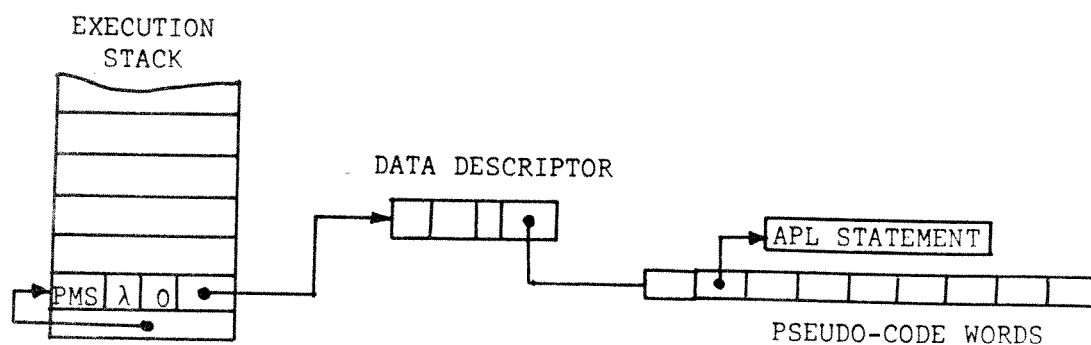 EXECUTION
STACK
DATA DESCRIPTOR
APL STATEMENT
PMS λ 0
PSEUDO-CODE WORDS